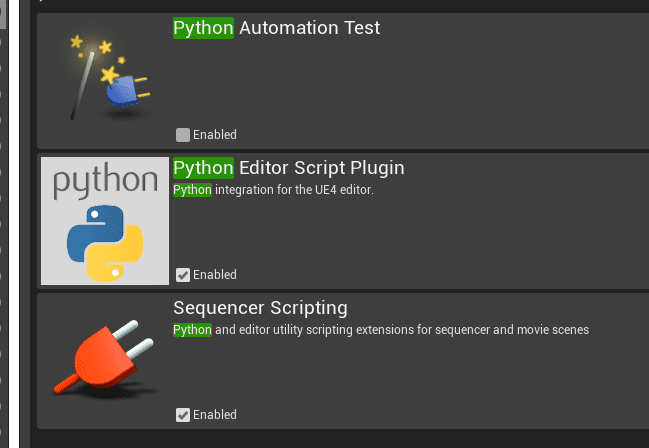 Python Automation Test
Enabled
python
Python Editor Script Plugin
Python integration for the UE4 editor.
Enabled
Sequencer Scripting
Python and editor utility scripting extensions for sequencer and movie scenes
Enabled